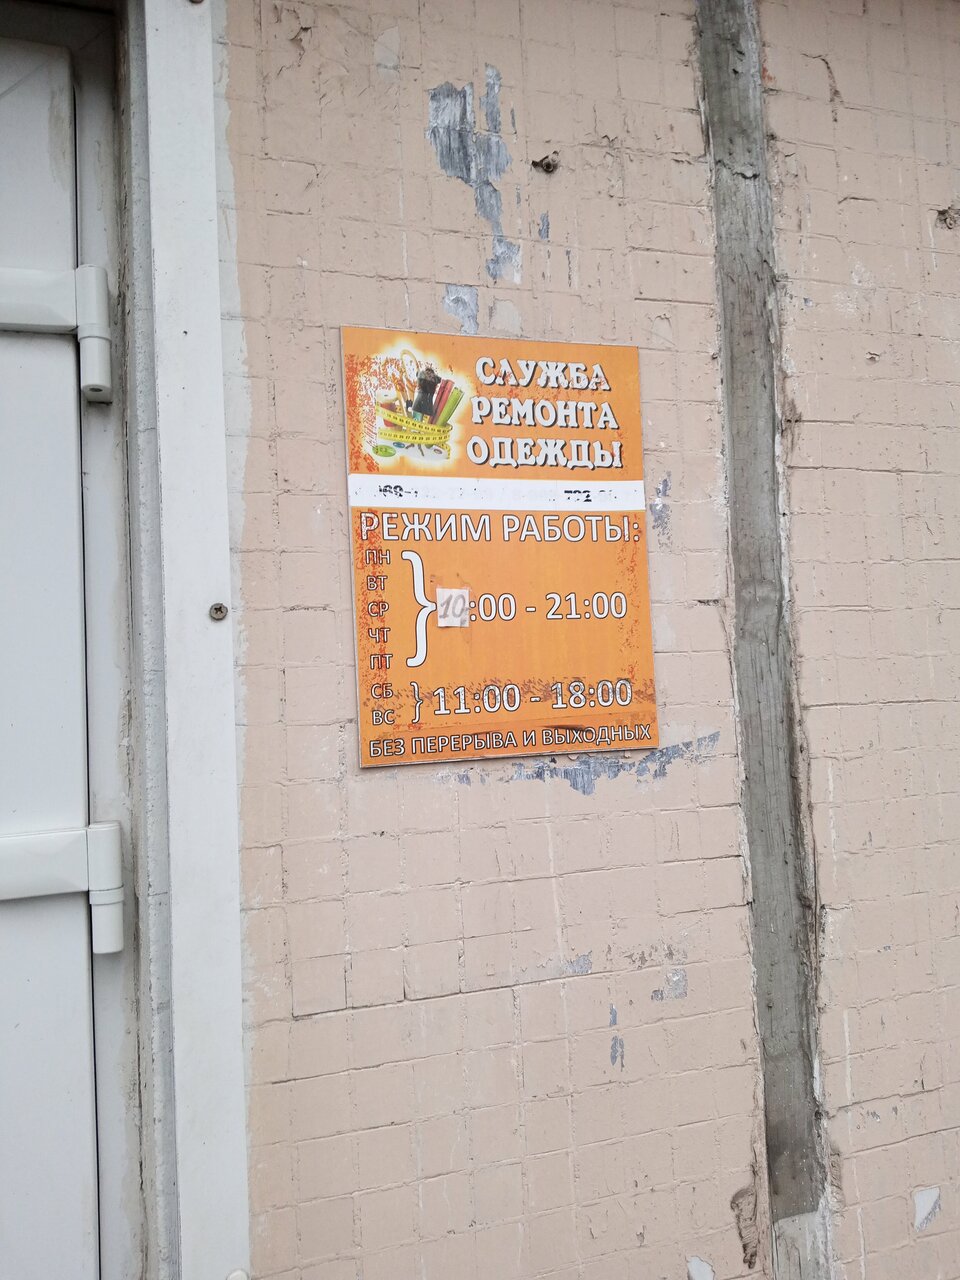 СЛУЖБА
РЕМОНТА
ОДЕЖДЫ
РЕЖИМ РАБОТЫ:
ПН
ВТ
СР
ЧТ
ПТ
10:00 - 21:00
СБ
ВС
11:00 - 18:00
БЕЗ ПЕРЕРЫВА И ВЫХОДНЫХ